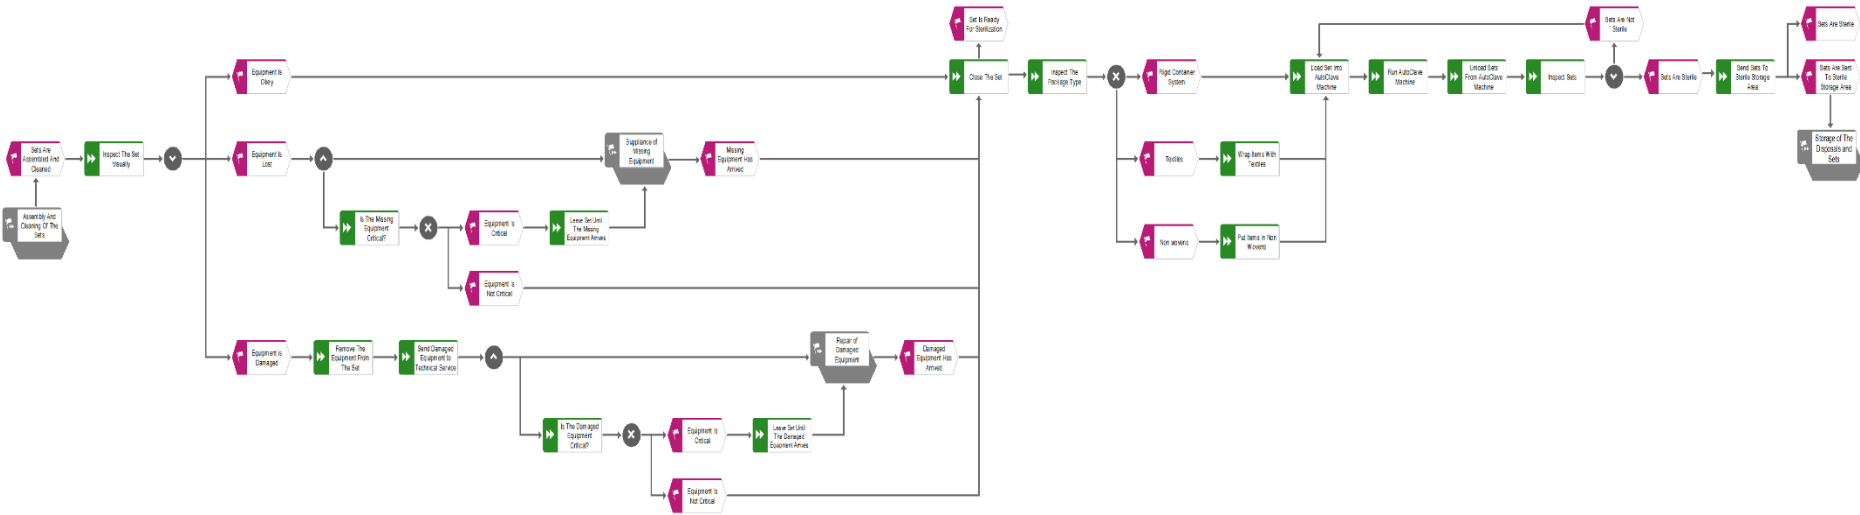 Set Is Ready
For Sterilization
Sets Are Not
Sterile
Sets Are Sterile
Equipment Is
Okey
Close The Set
Inspect The
Package Type
Rigid Container
System
Load Set Into
AutoClave
Machine
Run AutoClave
Machine
Unload Sets
From AutoClave
Machine
Inspect Sets
Sets Are Sterile
Send Sets To
Sterile Storage
Area
Sets Are Sent
To Sterile
Storage Area
Sets Are
Assembled And
Cleaned
Inspect The Set
Visually
Equipment Is
Lost
Suppliance of
Missing
Equipment
Missing
Equipment Has
Arrived
Textiles
Wrap Items With
Textiles
Storage of The
Disposals and
Sets
Assembly And
Cleaning Of The
Sets
Is The Missing
Equipment
Critical?
Equipment Is
Critical
Leave Set Until
The Missing
Equipment Arrives
Non wovens
Put Items In Non
Wovens
Equipment Is
Not Critical
Equipment Is
Damaged
Remove The
Equipment From
The Set
Send Damaged
Equipment to
Technical Service
Repair of
Damaged
Equipment
Damaged
Equipment Has
Arrived
Is The Damaged
Equipment
Critical?
Equipment Is
Critical
Leave Set Until
The Damaged
Equipment Arrives
Equipment Is
Not Critical